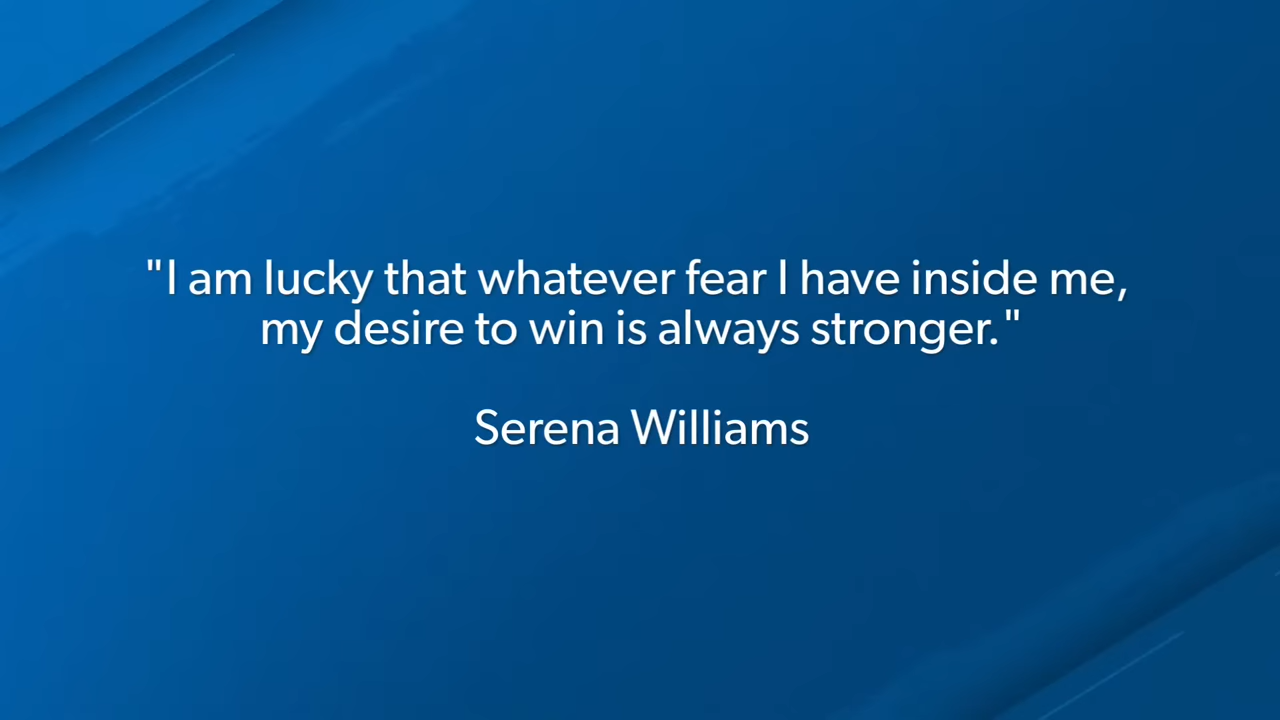 "I am lucky that whatever fear I have inside me,
my desire to win is always stronger."
Serena Williams